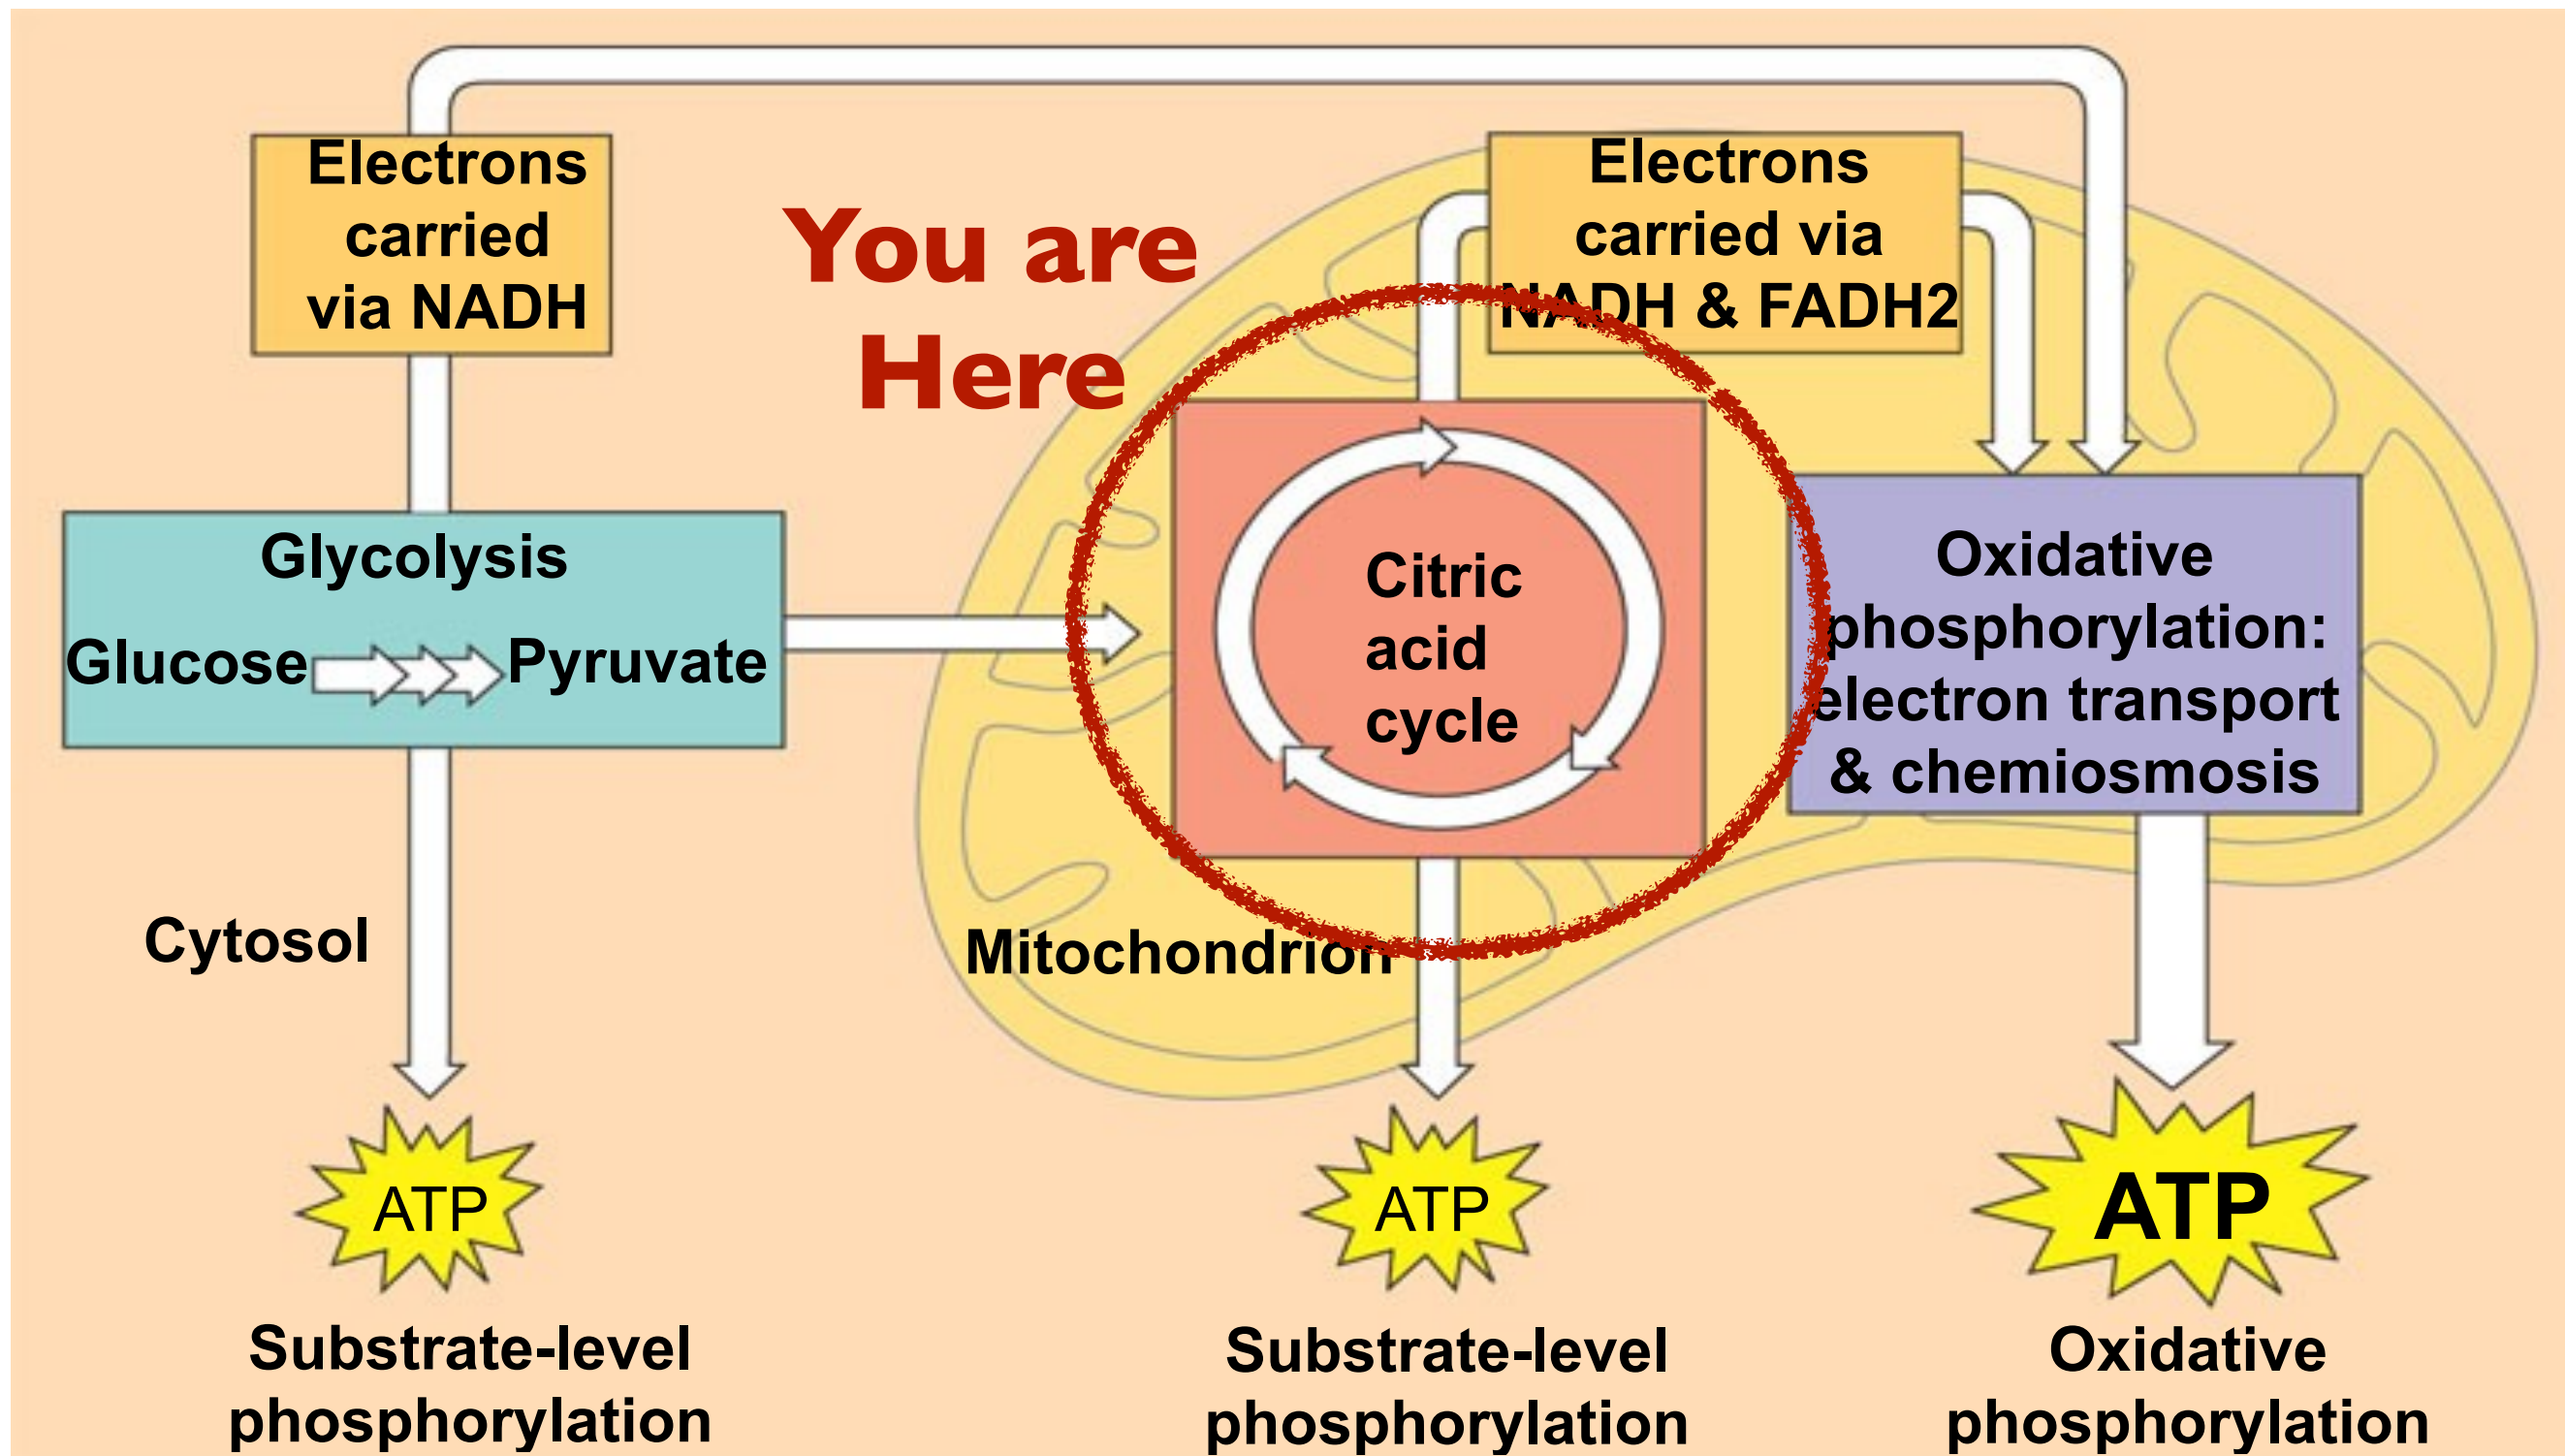 Electrons
carried
via NADH
You are
Here
Electrons
carried via
NADH & FADH2
Glycolysis
Glucose Pyruvate
Citric
acid
cycle
Oxidative
phosphorylation:
electron transport
& chemiosmosis
Cytosol
Mitochondrion
ATP
ATP
ATP
Substrate-level
phosphorylation
Substrate-level
phosphorylation
Oxidative
phosphorylation